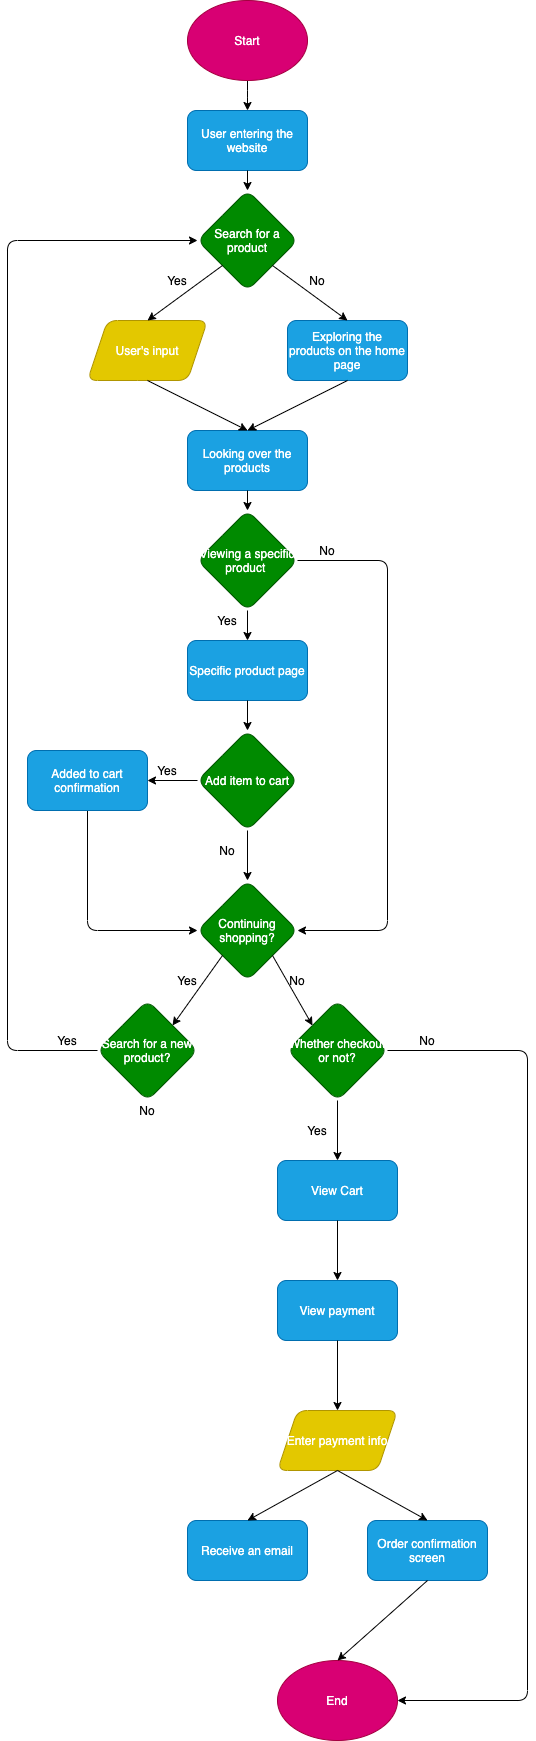 Start
User entering the
website
Search for a
product
Yes
No
User's input
Exploring the
products on the home
page
Looking over the
products
Viewing a specific
product
No
Yes
Specific product page
Add item to cart
Yes
Added to cart
confirmation
No
Continuing
shopping?
Yes
No
Search for a new
product?
Yes
No
Whether checkout
or not?
No
Yes
View Cart
View payment
Enter payment info
Receive an email
Order confirmation
screen
End